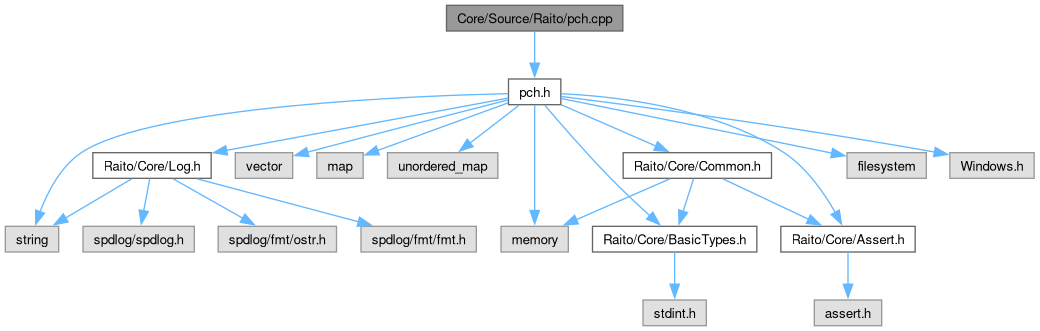 Core/Source/Raito/pch.cpp
pch.h
Raito/Core/Log.h
vector
map
unordered_map
Raito/Core/Common.h
filesystem
Windows.h
string
spdlog/spdlog.h
spdlog/fmt/ostr.h
spdlog/fmt/fmt.h
memory
Raito/Core/BasicTypes.h
Raito/Core/Assert.h
stdint.h
assert.h